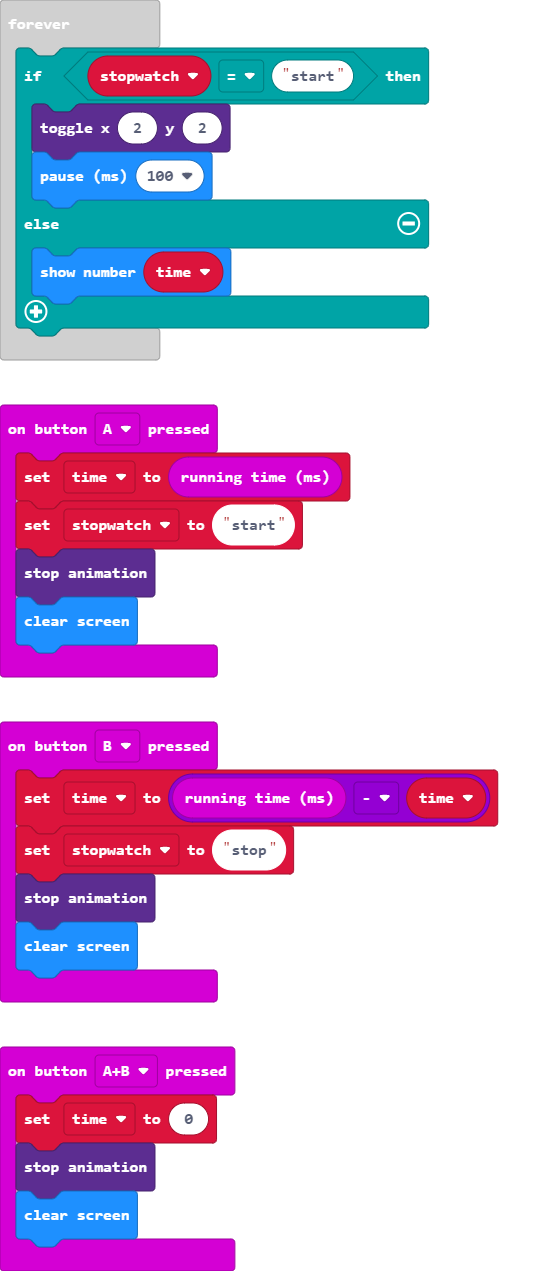 forever
if stopwatch = "start" then
toggle x 2 y 2
pause (ms) 100
else
show number time
on button A pressed
set time to running time (ms)
set stopwatch to "start"
stop animation
clear screen
on button B pressed
set time to running time (ms) - time
set stopwatch to "stop"
stop animation
clear screen
on button A+B pressed
set time to 0
stop animation
clear screen